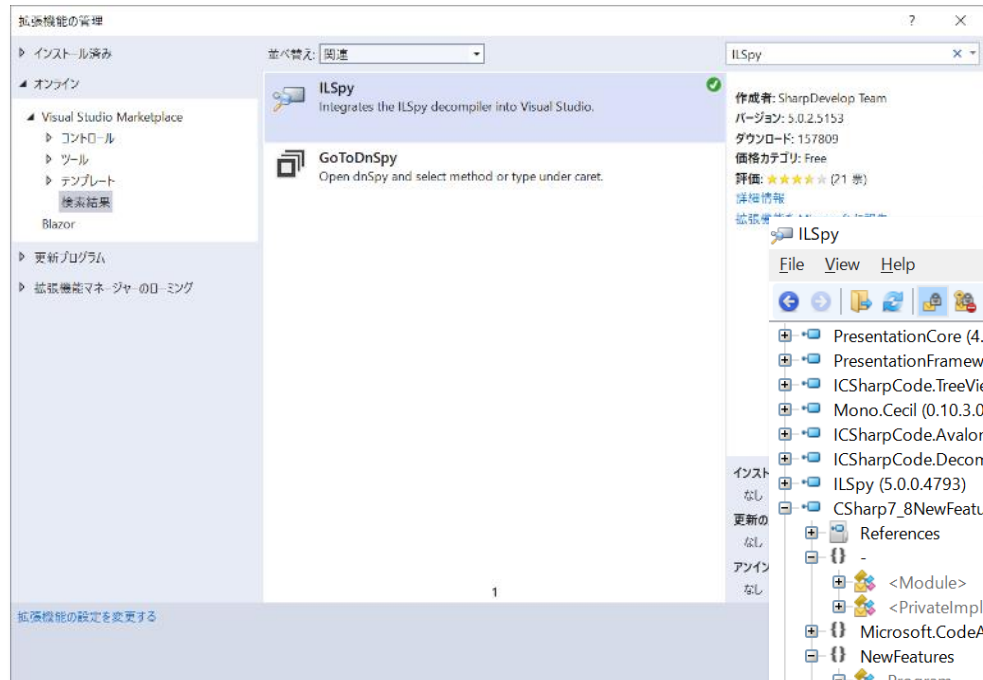 拡張機能の管理
インストール済み
オンライン
Visual Studio Marketplace
コントロール
ツール
テンプレート
検索結果
Blazor
更新プログラム
拡張機能マネージャーのローミング
拡張機能の設定を変更する
並べ替え: 関連
ILSpy
Integrates the ILSpy decompiler into Visual Studio.
GoToDnSpy
Open dnSpy and select method or type under caret.
1
ILSpy
作成者: SharpDevelop Team
バージョン: 5.0.2.5153
ダウンロード: 157809
価格カテゴリ: Free
評価: ★★★★★ (21 票)
詳細情報
インスト
なし
更新の
なし
アンイン
なし
ILSpy
File View Help
PresentationCore (4.
PresentationFramew
ICSharpCode.TreeVie
Mono.Cecil (0.10.3.0
ICSharpCode.Avalon
ICSharpCode.Decom
ILSpy (5.0.0.4793)
CSharp7_8NewFeatu
References
{} -
<Module>
<PrivateImpl
{} Microsoft.CodeA
{} NewFeatures
Program